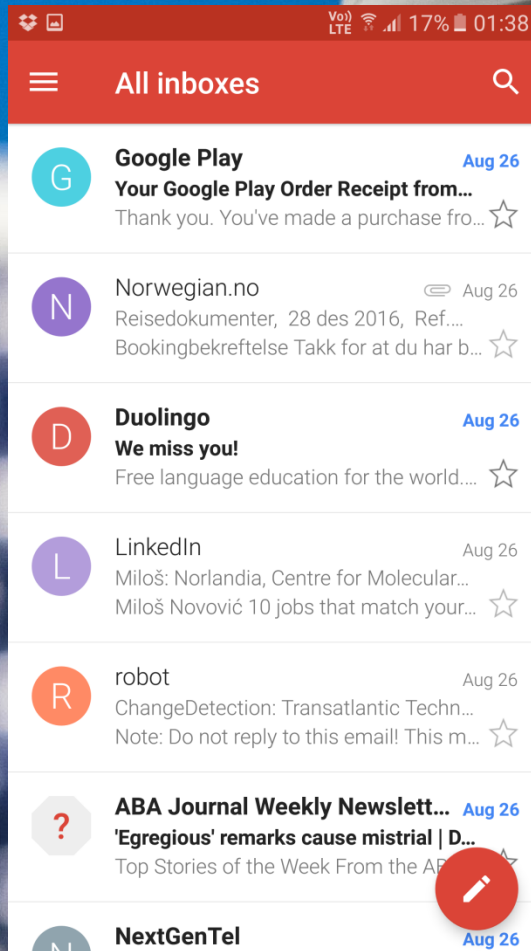 Vo)) LTE 17% 01:38
All inboxes
G Google Play Aug 26
Your Google Play Order Receipt from...
Thank you. You've made a purchase fro...
N Norwegian.no Aug 26
Reisedokumenter, 28 des 2016, Ref....
Bookingbekreftelse Takk for at du har b...
D Duolingo Aug 26
We miss you!
Free language education for the world....
L LinkedIn Aug 26
Miloš: Norlandia, Centre for Molecular...
Miloš Novović 10 jobs that match your...
R robot Aug 26
ChangeDetection: Transatlantic Techn...
Note: Do not reply to this email! This m...
? ABA Journal Weekly Newslett... Aug 26
'Egregious' remarks cause mistrial | D...
Top Stories of the Week From the
N NextGenTel Aug 26